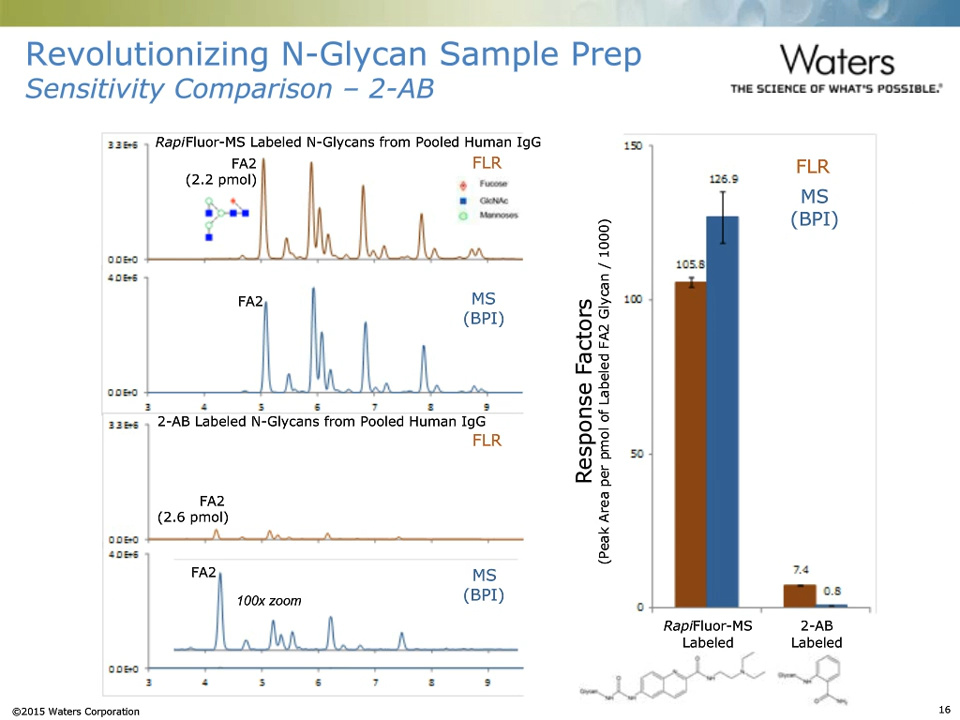 Revolutionizing N-Glycan Sample Prep
Sensitivity Comparison – 2-AB
Waters
THE SCIENCE OF WHAT'S POSSIBLE.®
RapiFluor-MS Labeled N-Glycans from Pooled Human IgG
3.3E+6
FA2
(2.2 pmol)
FLR
Fucose
GlcNAc
Mannoses
0.0E+0
4.0E+6
FA2
MS
(BPI)
0.0E+0
3 4 5 6 7 8 9
2-AB Labeled N-Glycans from Pooled Human IgG
3.3E+6
FLR
FA2
(2.6 pmol)
0.0E+0
4.0E+6
FA2
MS
(BPI)
100x zoom
0.0E+0
3 4 5 6 7 8 9
Response Factors
(Peak Area per pmol of Labeled FA2 Glycan / 1000)
150
100
50
0
FLR
MS
(BPI)
126.9
105.8
7.4
0.8
RapiFluor-MS
Labeled
2-AB
Labeled
Glycan
O
NH
NH
N
O
NH
N
Glycan
NH
O
NH₂
©2015 Waters Corporation
16